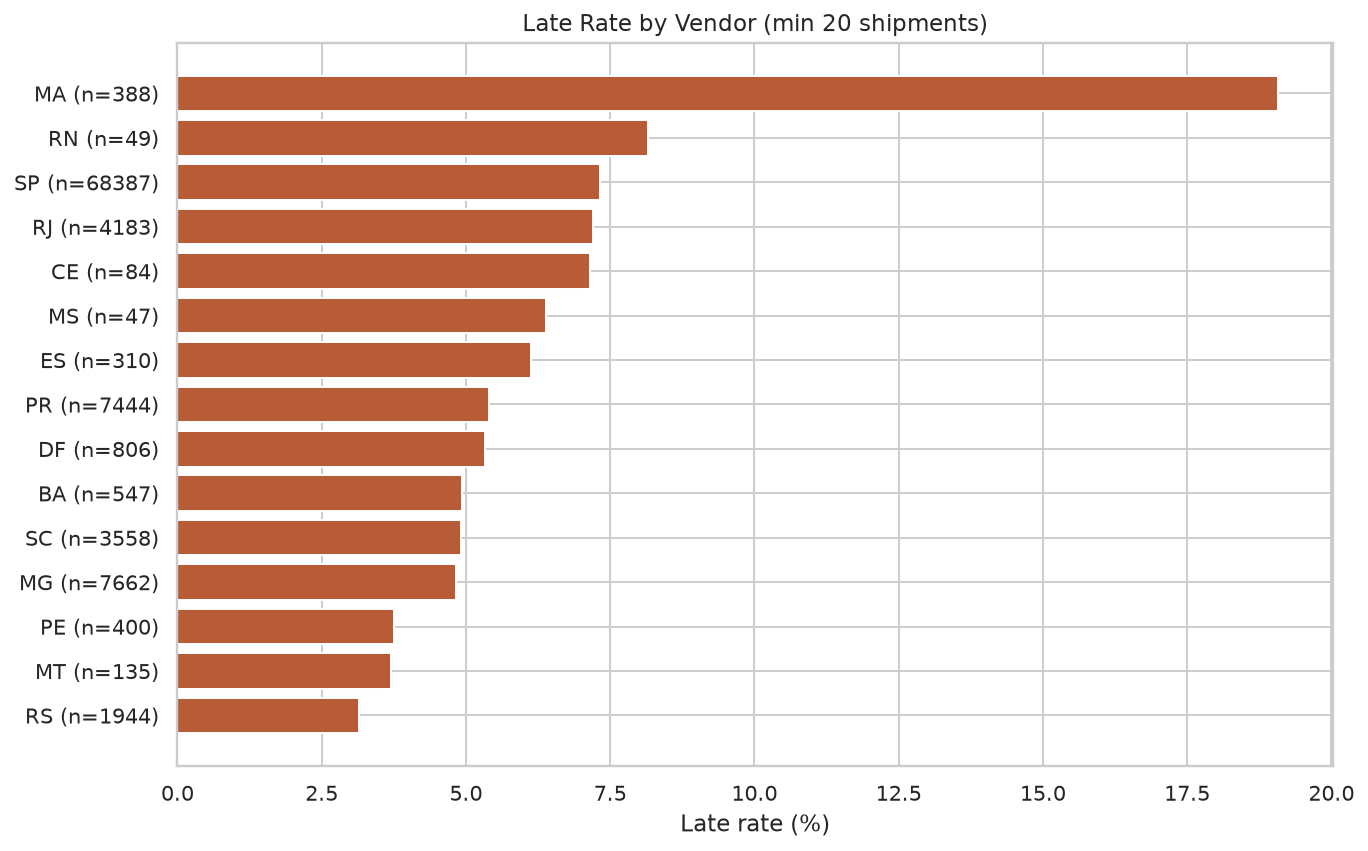 Late Rate by Vendor (min 20 shipments)
MA (n=388)
RN (n=49)
SP (n=68387)
RJ (n=4183)
CE (n=84)
MS (n=47)
ES (n=310)
PR (n=7444)
DF (n=806)
BA (n=547)
SC (n=3558)
MG (n=7662)
PE (n=400)
MT (n=135)
RS (n=1944)
0.0 2.5 5.0 7.5 10.0 12.5 15.0 17.5 20.0
Late rate (%)